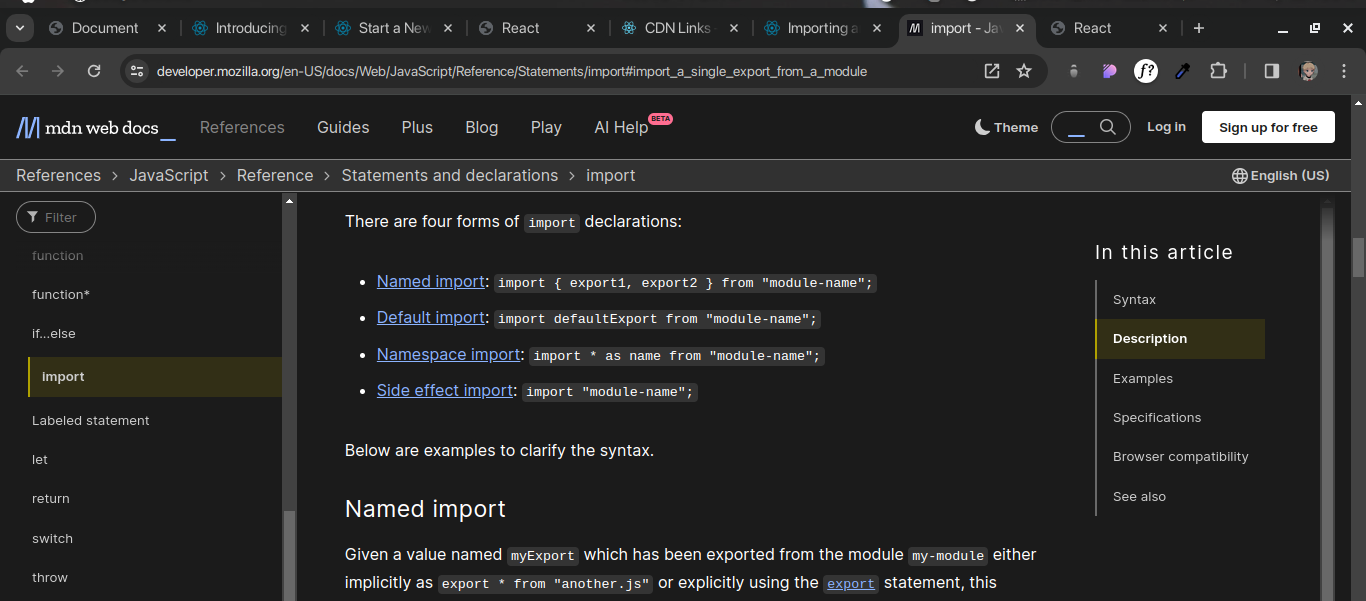 Document
Introducing
Start a New
React
CDN Links
Importing a
import - Ja
React
developer.mozilla.org/en-US/docs/Web/JavaScript/Reference/Statements/import#import_a_single_export_from_a_module
f?
mdn web docs_
References
Guides
Plus
Blog
Play
AI Help BETA
Theme
Log in
Sign up for free
References > JavaScript > Reference > Statements and declarations > import
English (US)
Filter
function
function*
if...else
import
Labeled statement
let
return
switch
throw
There are four forms of import declarations:
• Named import: import { export1, export2 } from "module-name";
• Default import: import defaultExport from "module-name";
• Namespace import: import * as name from "module-name";
• Side effect import: import "module-name";
Below are examples to clarify the syntax.
Named import
Given a value named myExport which has been exported from the module my-module either
implicitly as export * from "another.js" or explicitly using the export statement, this
In this article
Syntax
Description
Examples
Specifications
Browser compatibility
See also